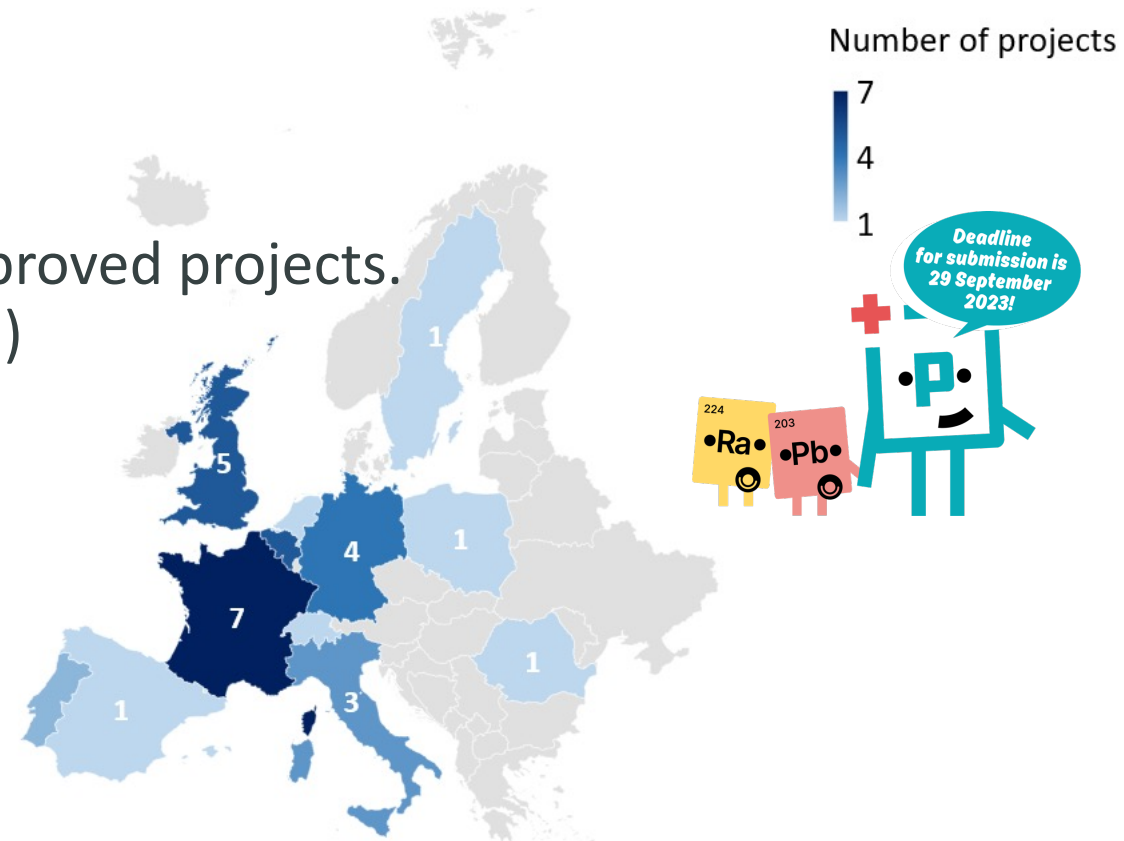 Number of projects
7
4
1
Deadline
for submission is
29 September
2023!
proved projects.
)
1
5
4
1
7
1
3
1
224
Ra
203
Pb
P